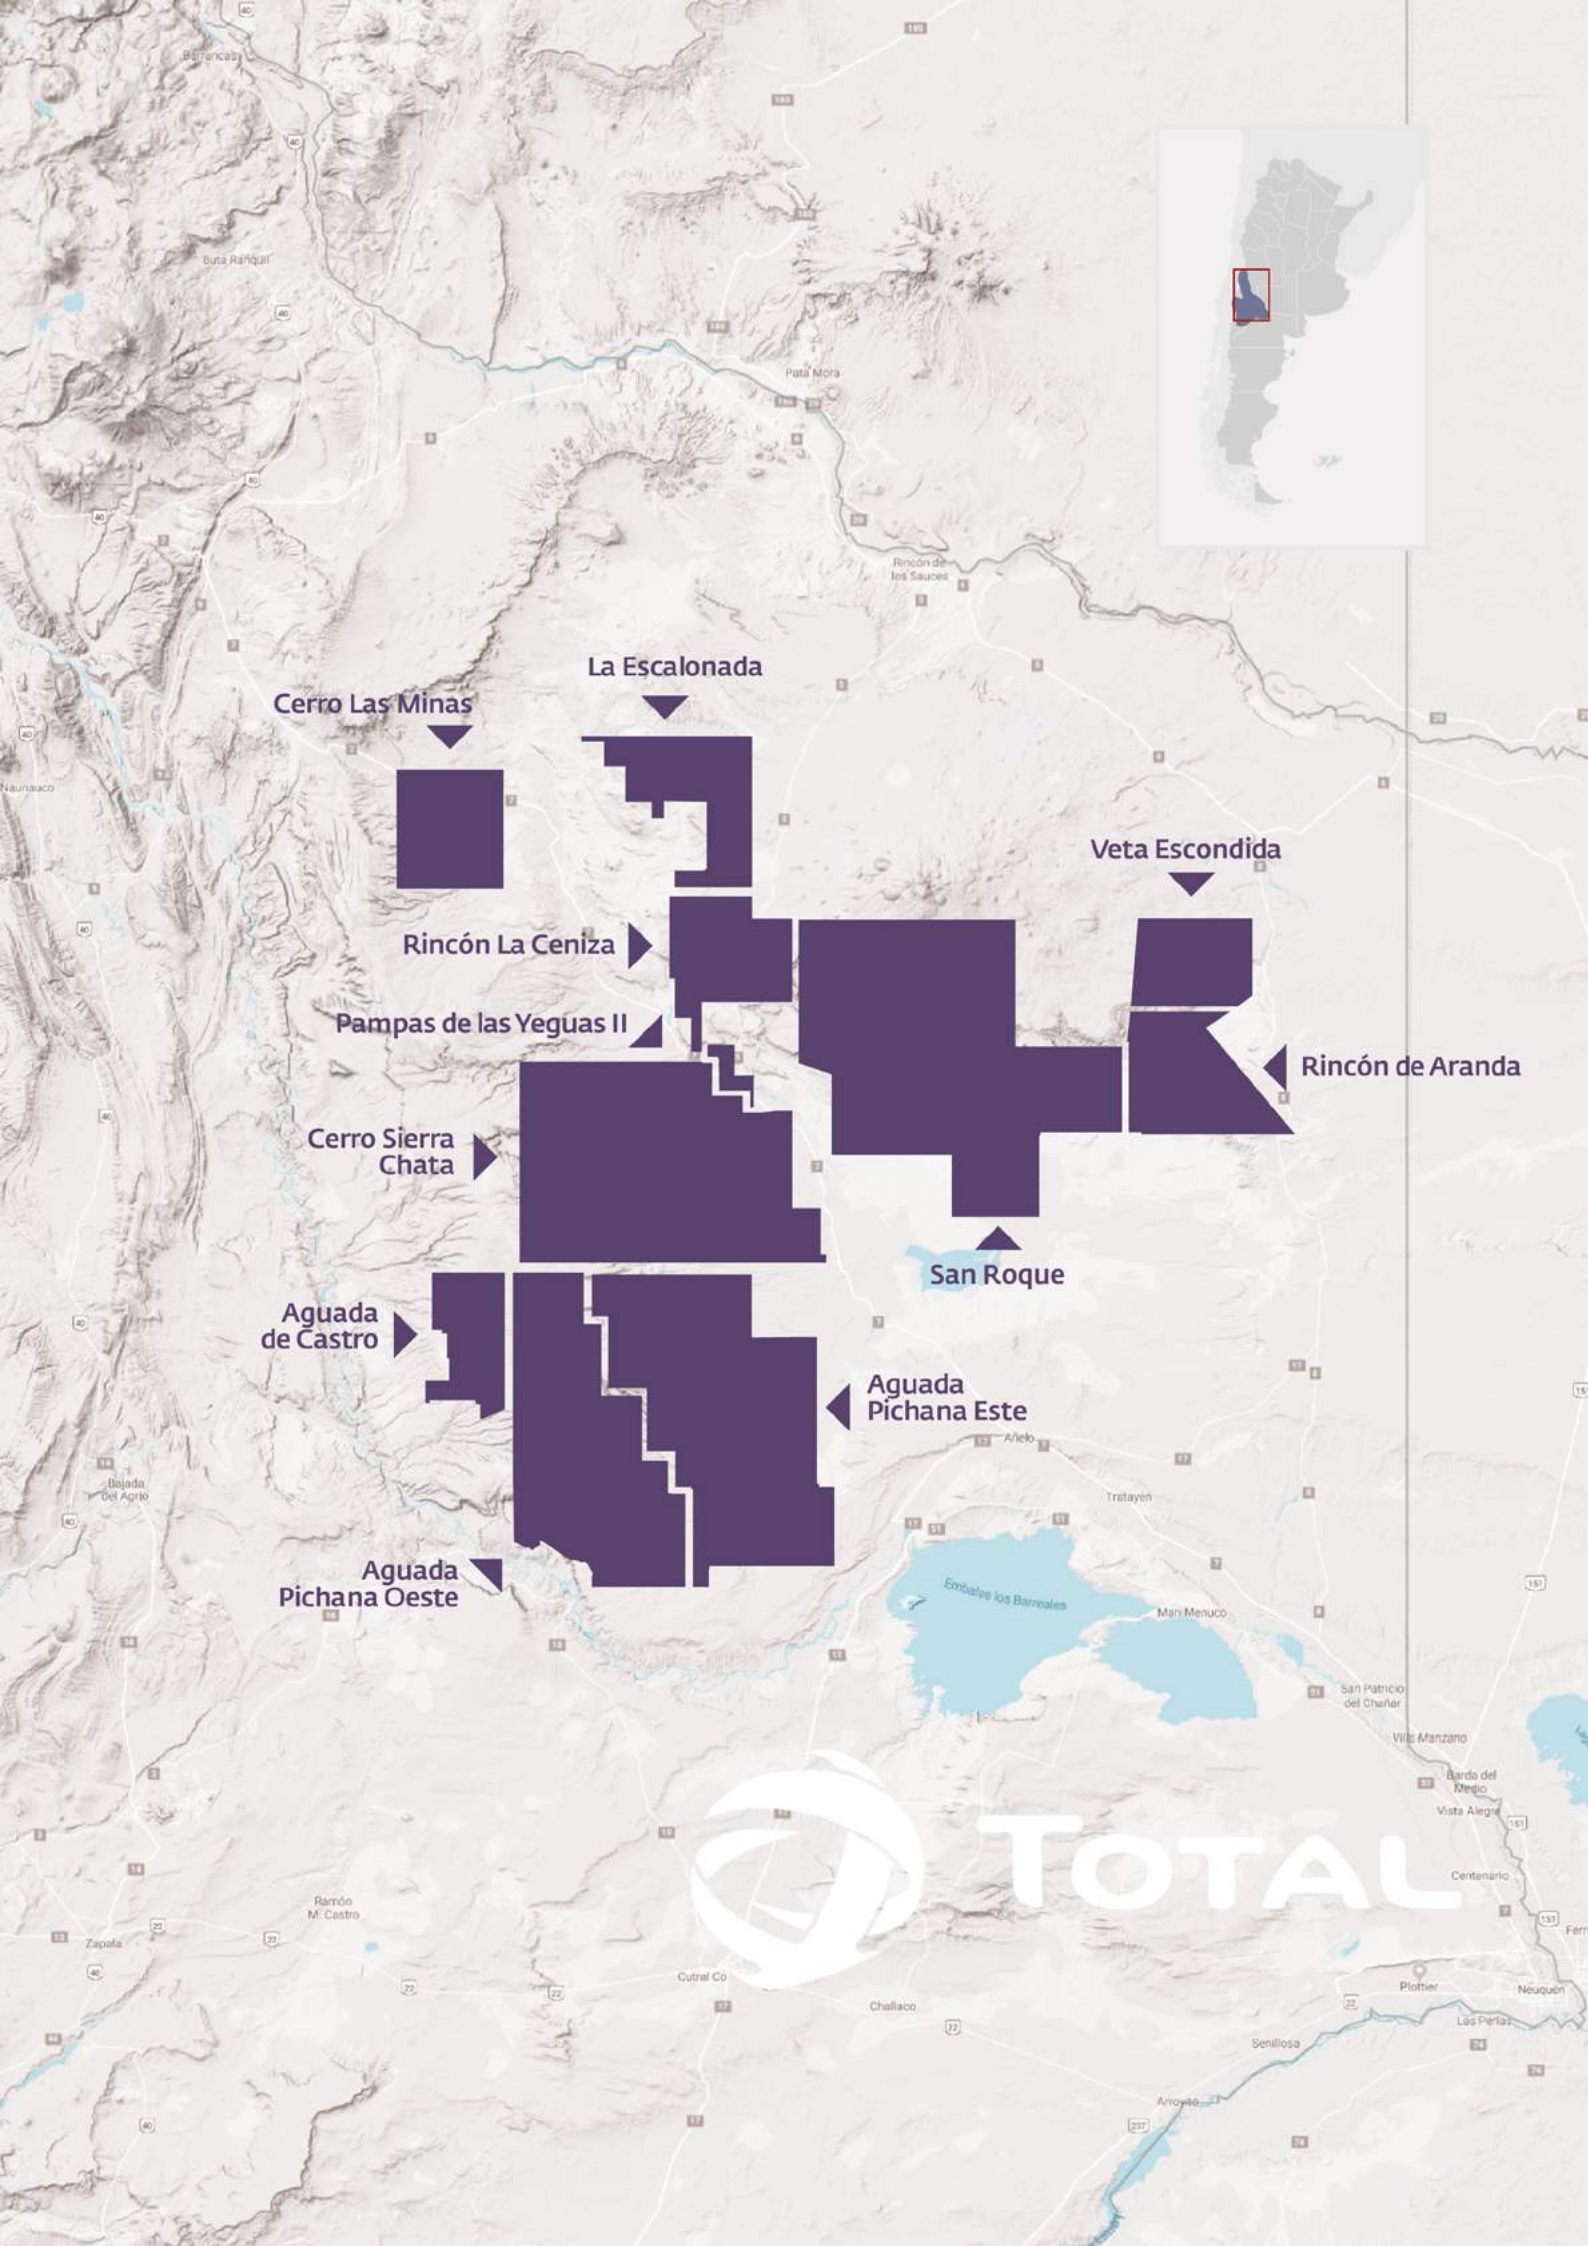 Barrancas
Buta Ranquil
Pata Mora
Rincón de
los Sauces
La Escalonada
Cerro Las Minas
Naunauco
Veta Escondida
Rincón La Ceniza
Pampas de las Yeguas II
Rincón de Aranda
Cerro Sierra
Chata
San Roque
Aguada
de Castro
Aguada
Pichana Este
Añelo
Bajada
del Agrio
Tratayen
Aguada
Pichana Oeste
Embalse los Barreales
Mari Menuco
San Patricio
del Chañar
Villa Manzano
Barda del
Medio
Vista Alegre
TOTAL
Centenario
Ramón
M. Castro
Zapala
Cutral Co
Challaco
Plottier
Neuquén
Las Perlas
Senillosa
Arroyito